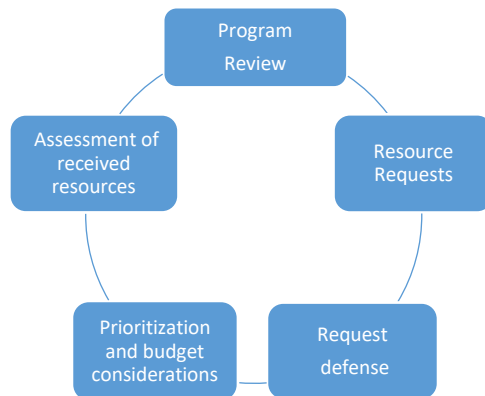 Program
Review
Resource
Requests
Request
defense
Prioritization
and budget
considerations
Assessment of
received
resources